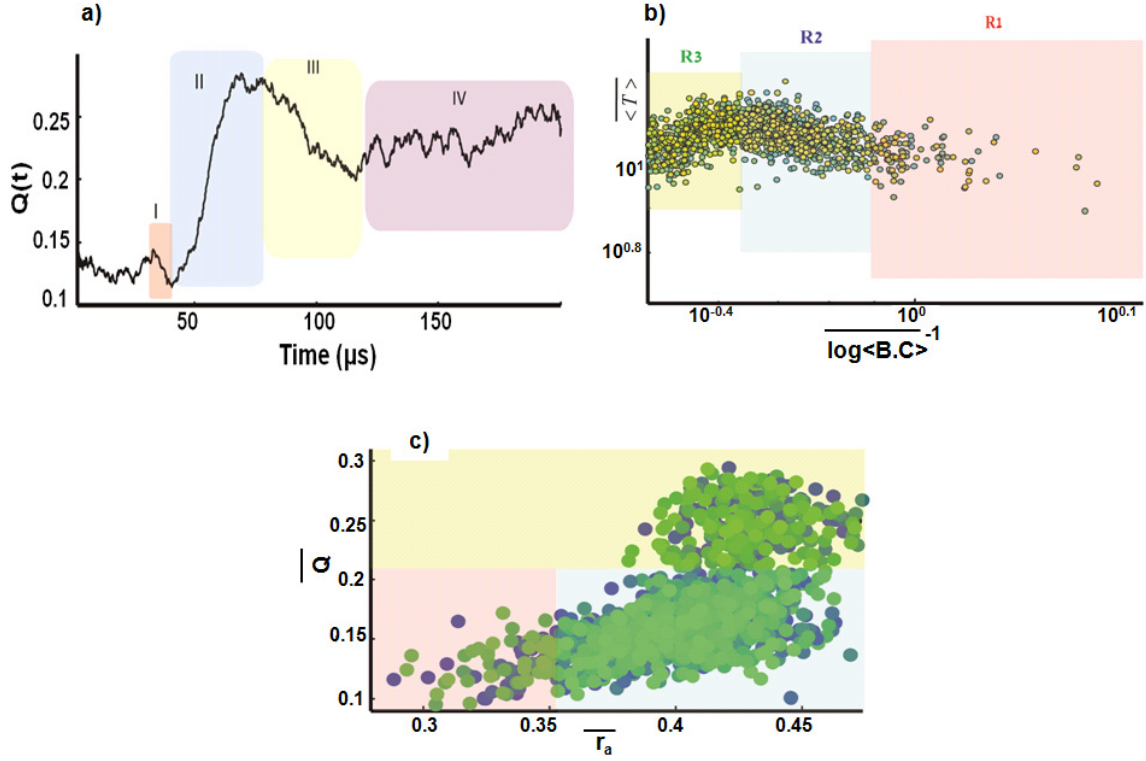 a)
I
II
III
IV
0.25
0.2
0.15
0.1
Q(t)
50
100
150
Time (µs)
b)
R3
R2
R1
<T>
10^1
10^0.8
10^-0.4
10^0
10^0.1
log<B.C>^-1
c)
0.3
0.25
0.2
0.15
0.1
Q
0.3
0.35
0.4
0.45
r_a